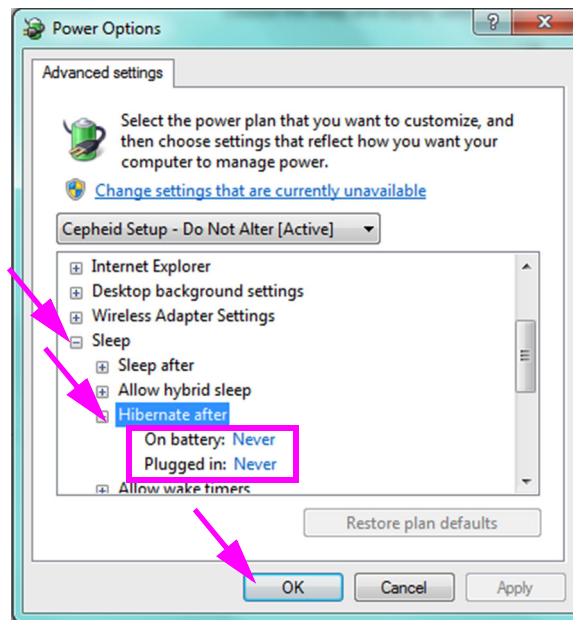 Power Options
Advanced settings
Select the power plan that you want to customize, and
then choose settings that reflect how you want your
computer to manage power.
Change settings that are currently unavailable
Cepheid Setup - Do Not Alter [Active]
Internet Explorer
Desktop background settings
Wireless Adapter Settings
Sleep
Sleep after
Allow hybrid sleep
Hibernate after
On battery: Never
Plugged in: Never
Allow wake timers
Restore plan defaults
OK Cancel Apply